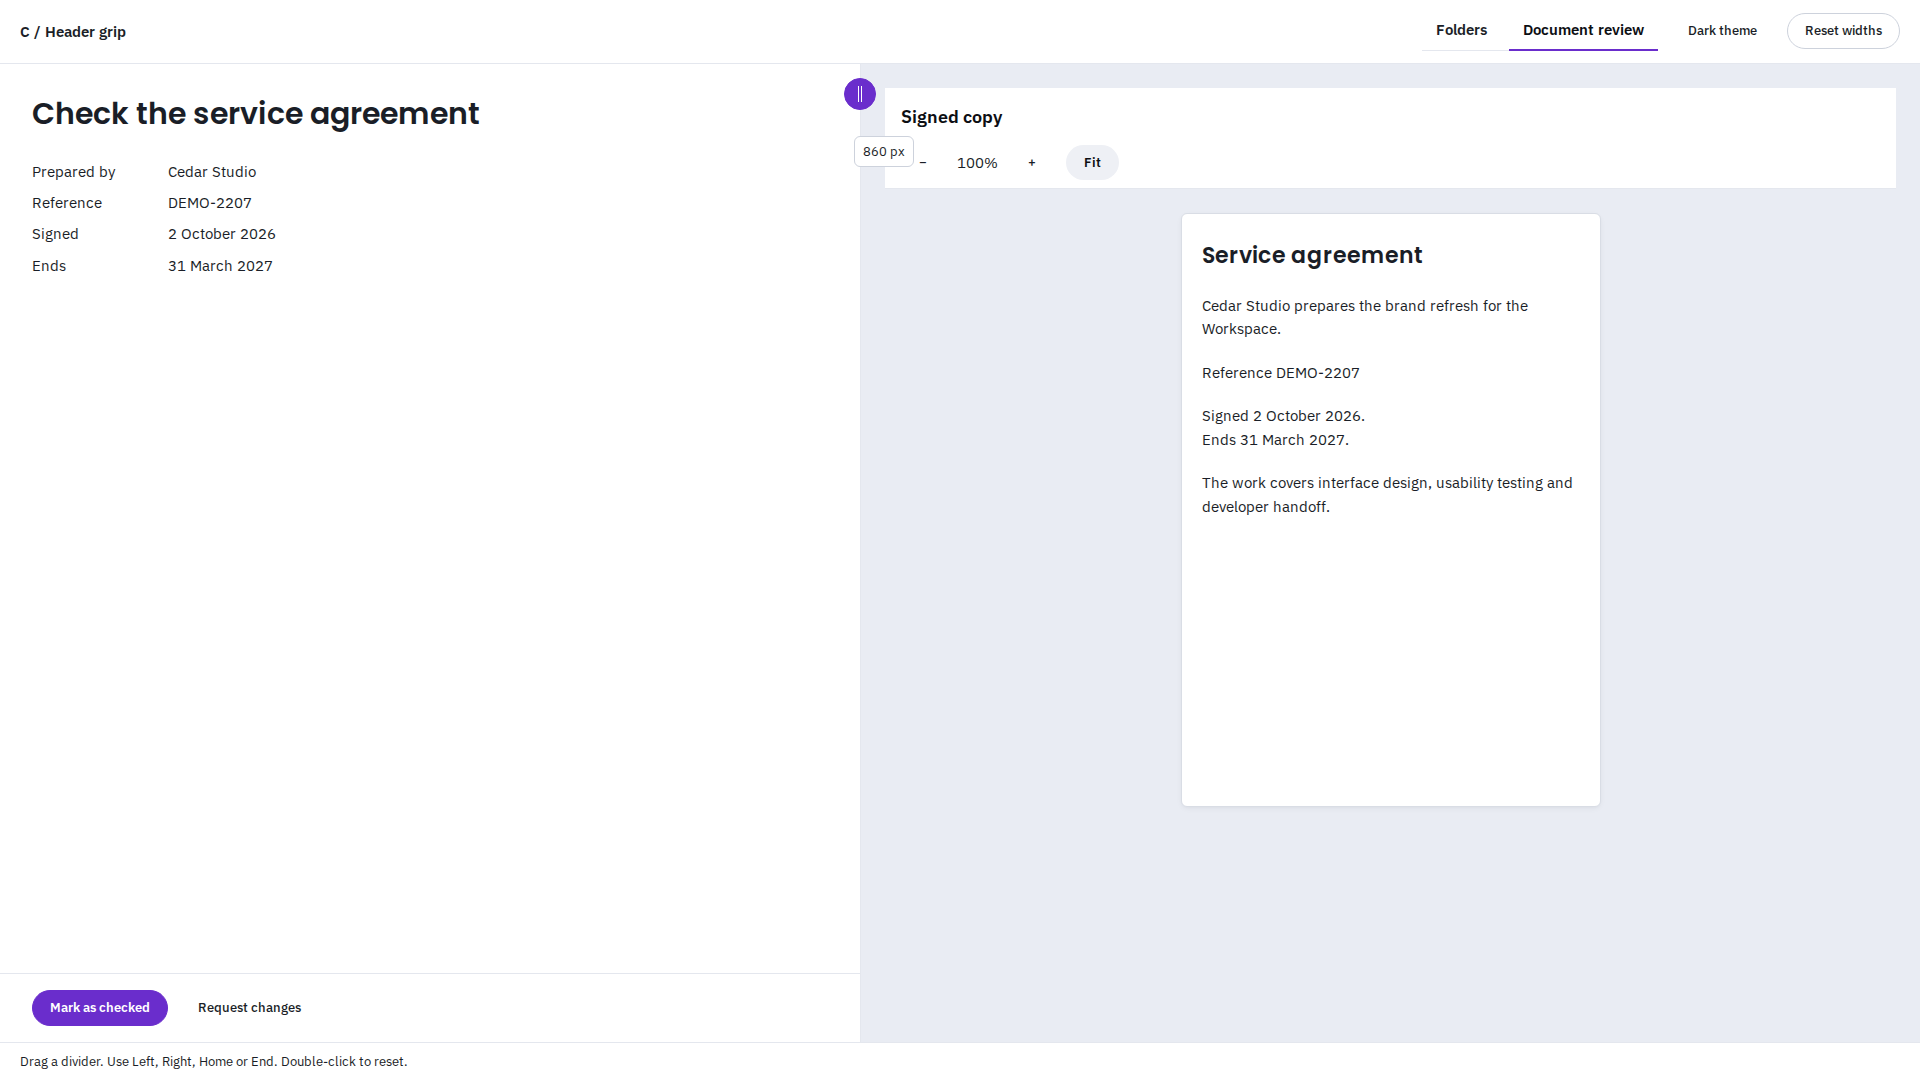 C / Header grip
Folders
Document review
Dark theme
Reset widths
Check the service agreement
Prepared by Cedar Studio
Reference DEMO-2207
Signed 2 October 2026
Ends 31 March 2027
Mark as checked
Request changes
860 px
Signed copy
− 100% + Fit
Service agreement
Cedar Studio prepares the brand refresh for the
Workspace.
Reference DEMO-2207
Signed 2 October 2026.
Ends 31 March 2027.
The work covers interface design, usability testing and
developer handoff.
Drag a divider. Use Left, Right, Home or End. Double-click to reset.